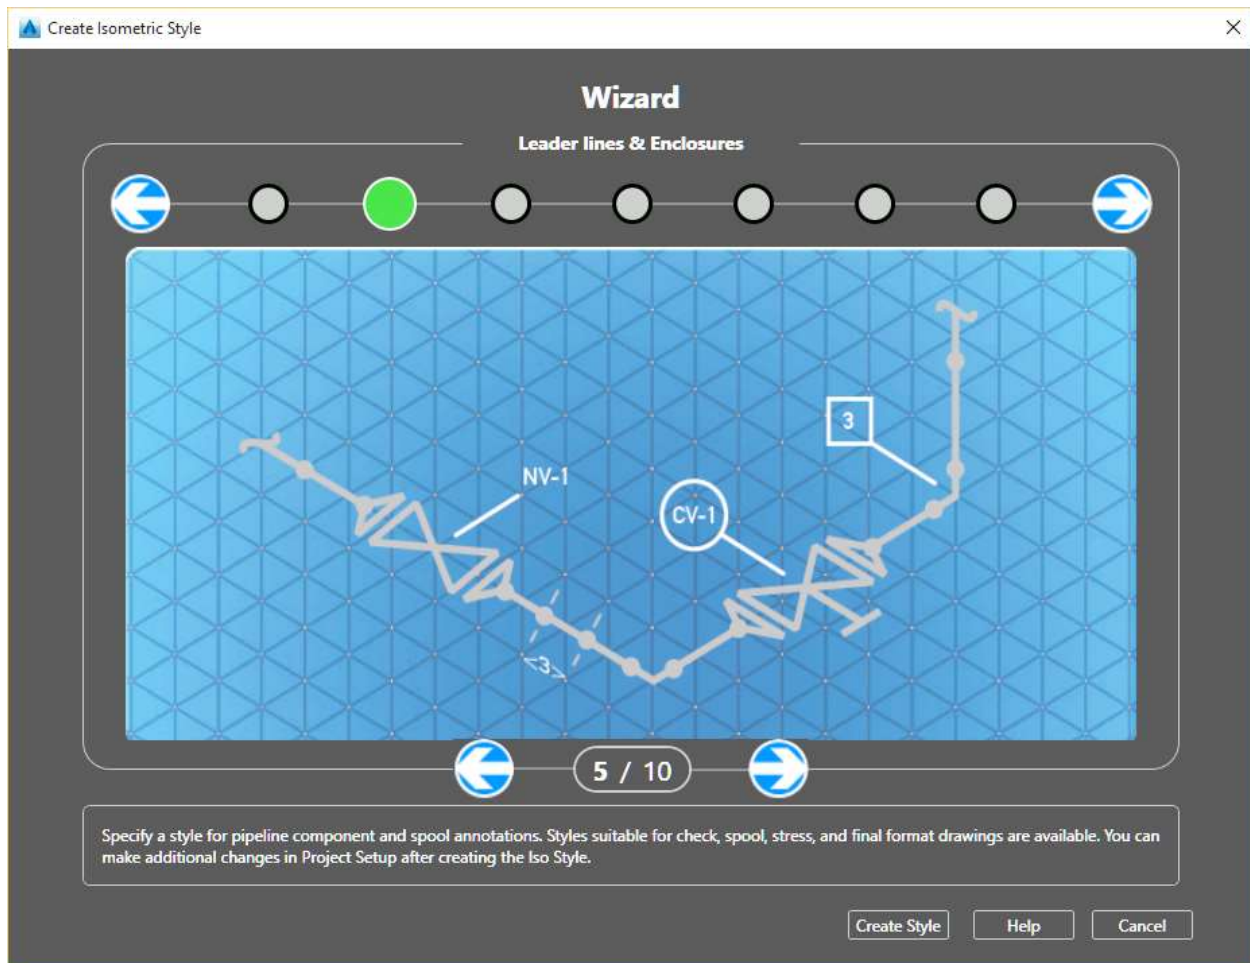 Create Isometric Style
Wizard
Leader lines & Enclosures
3
NV-1
CV-1
<3>
5 / 10
Specify a style for pipeline component and spool annotations. Styles suitable for check, spool, stress, and final format drawings are available. You can
make additional changes in Project Setup after creating the Iso Style.
Create Style Help Cancel